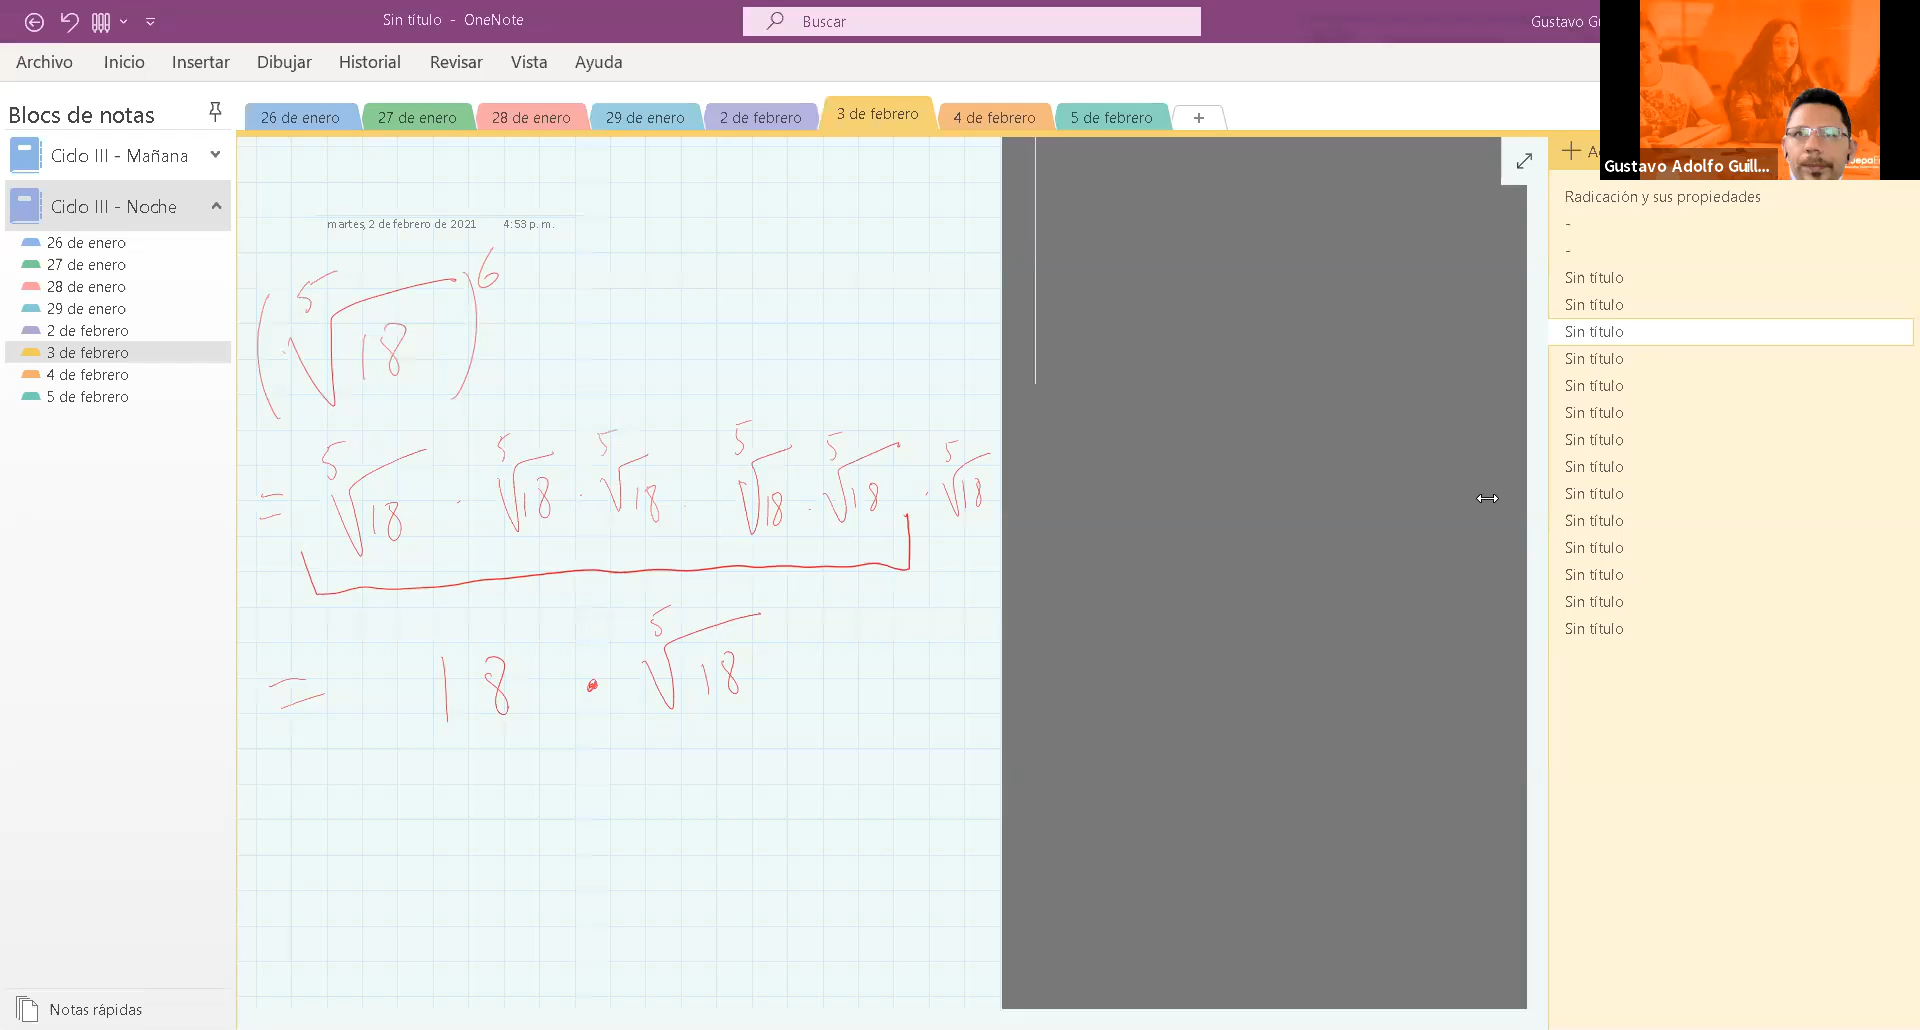 Sin título - OneNote
Buscar
Gustavo Gu
Archivo Inicio Insertar Dibujar Historial Revisar Vista Ayuda
Blocs de notas
Ciclo III - Mañana
Ciclo III - Noche
26 de enero
27 de enero
28 de enero
29 de enero
2 de febrero
3 de febrero
4 de febrero
5 de febrero
Notas rápidas
26 de enero 27 de enero 28 de enero 29 de enero 2 de febrero 3 de febrero 4 de febrero 5 de febrero +
martes, 2 de febrero de 2021 4:53 p. m.
(⁵√18)⁶
= ⁵√18 · ⁵√18 · ⁵√18 · ⁵√18 · ⁵√18 · ⁵√18
= 18 · ⁵√18
Gustavo Adolfo Guill...
Radicación y sus propiedades
-
-
Sin título
Sin título
Sin título
Sin título
Sin título
Sin título
Sin título
Sin título
Sin título
Sin título
Sin título
Sin título
Sin título
Sin título